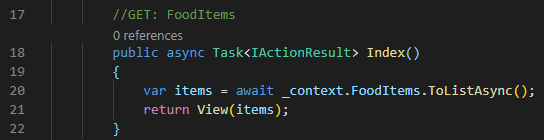 17 //GET: FoodItems
0 references
18 public async Task<IActionResult> Index()
19 {
20 var items = await _context.FoodItems.ToListAsync();
21 return View(items);
22 }